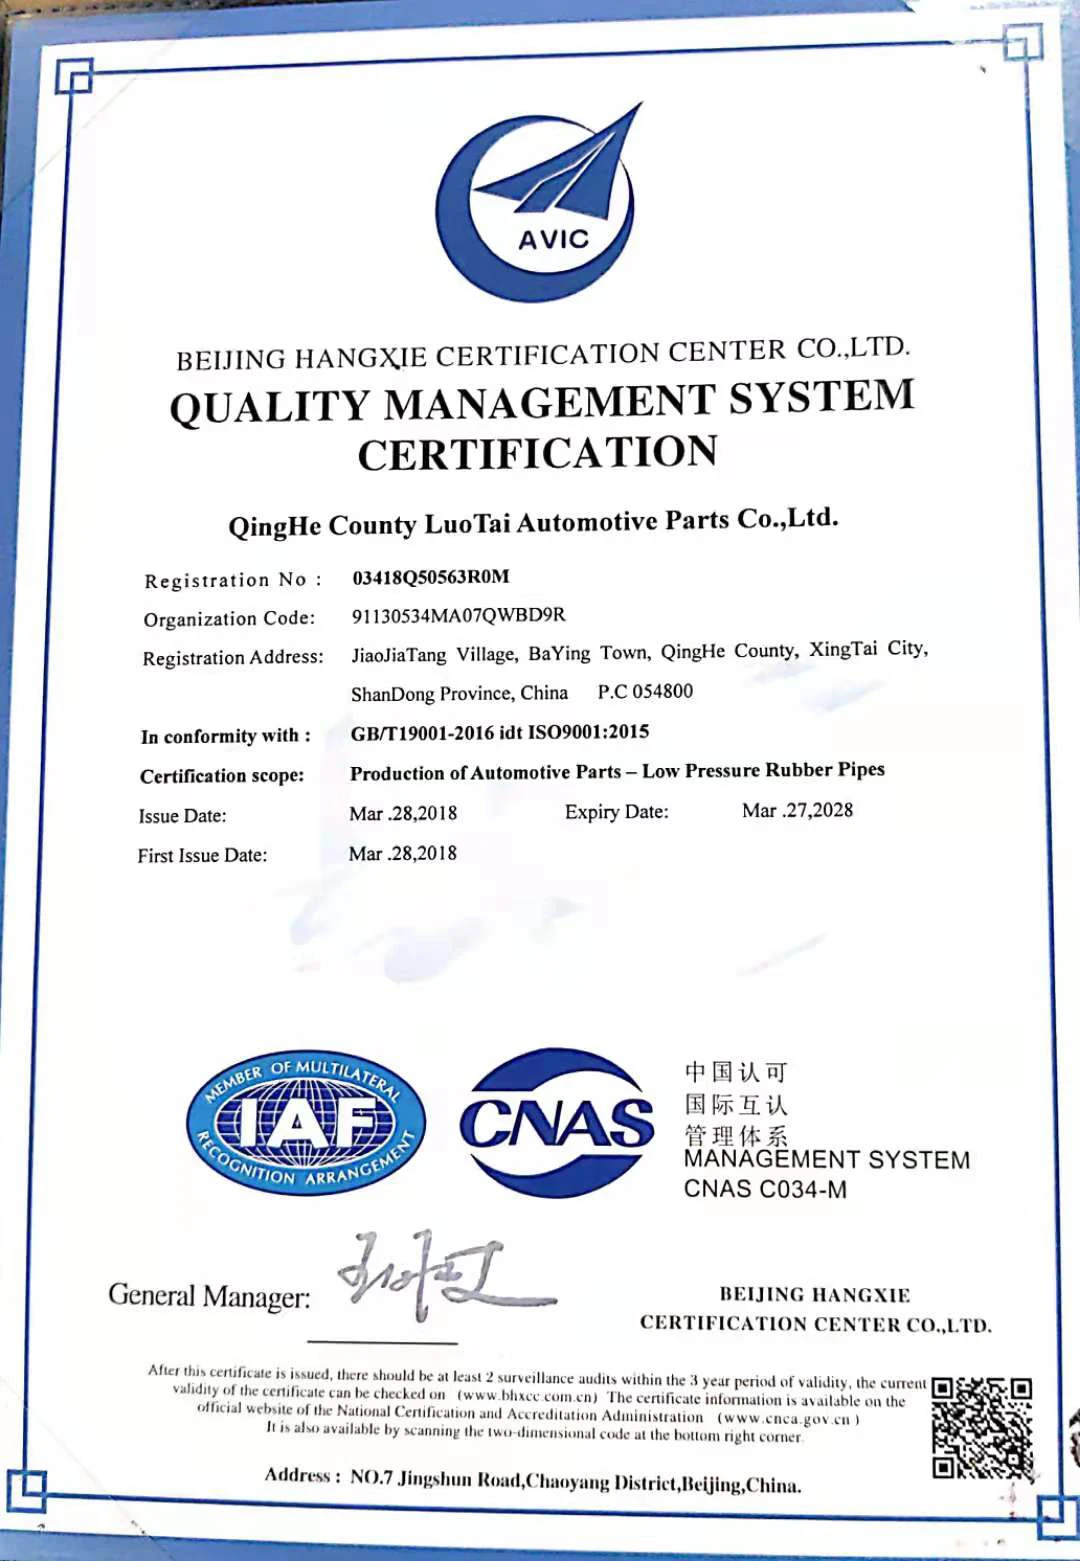 AVIC
BEIJING HANGXIE CERTIFICATION CENTER CO.,LTD.
QUALITY MANAGEMENT SYSTEM
CERTIFICATION
QingHe County LuoTai Automotive Parts Co.,Ltd.
Registration No : 03418Q50563R0M
Organization Code: 91130534MA07QWBD9R
Registration Address: JiaoJiaTang Village, BaYing Town, QingHe County, XingTai City,
ShanDong Province, China P.C 054800
In conformity with : GB/T19001-2016 idt ISO9001:2015
Certification scope: Production of Automotive Parts – Low Pressure Rubber Pipes
Issue Date: Mar .28,2018 Expiry Date: Mar .27,2028
First Issue Date: Mar .28,2018
MEMBER OF MULTILATERAL
IAF
RECOGNITION ARRANGEMENT
CNAS
中国认可
国际互认
管理体系
MANAGEMENT SYSTEM
CNAS C034-M
General Manager:
BEIJING HANGXIE
CERTIFICATION CENTER CO.,LTD.
After this certificate is issued, there should be at least 2 surveillance audits within the 3 year period of validity, the current
validity of the certificate can be checked on (www.bhxcc.com.cn) The certificate information is available on the
official website of the National Certification and Accreditation Administration (www.cnca.gov.cn )
It is also available by scanning the two-dimensional code at the bottom right corner.
Address : NO.7 Jingshun Road,Chaoyang District,Beijing,China.